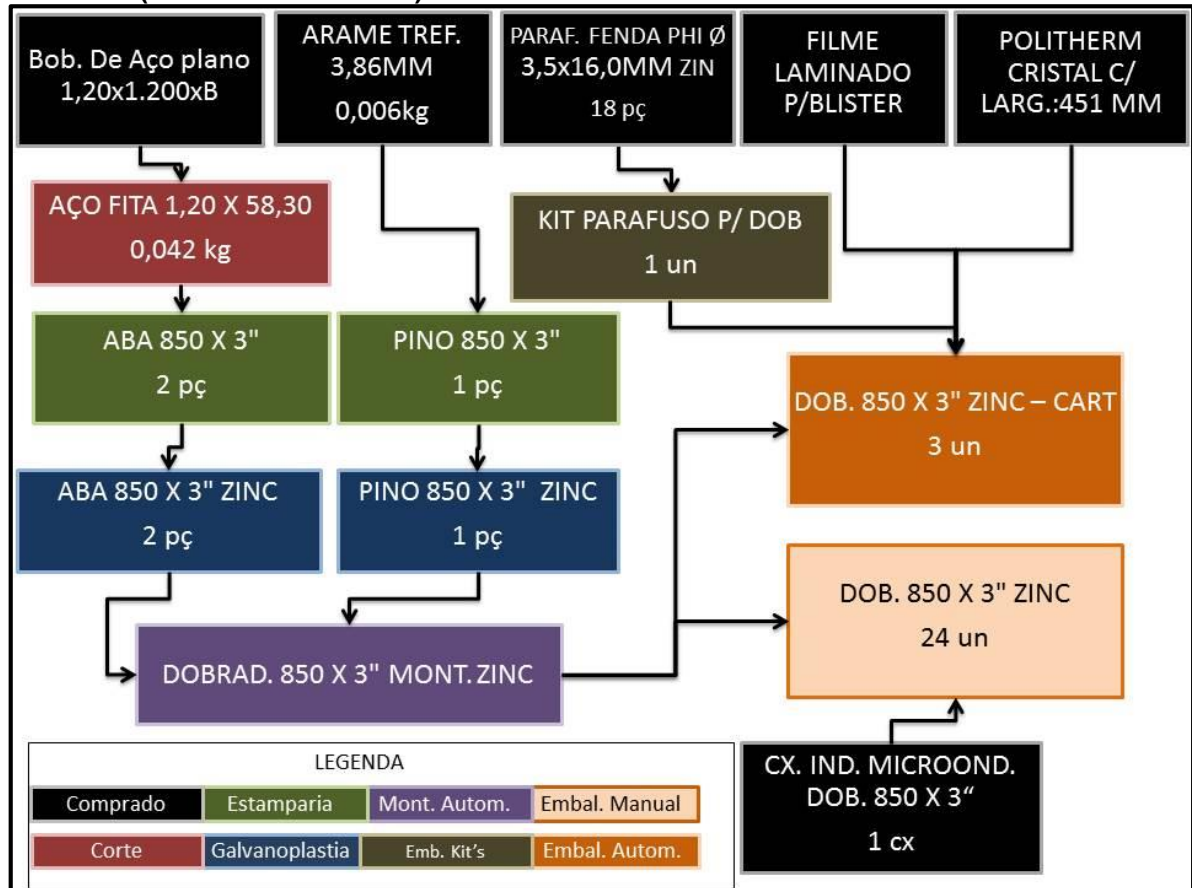 Bob. De Aço plano
1,20x1.200xB
ARAME TREF.
3,86MM
0,006kg
PARAF. FENDA PHI Ø
3,5x16,0MM ZIN
18 pç
FILME
LAMINADO
P/BLISTER
POLITHERM
CRISTAL C/
LARG.:451 MM
AÇO FITA 1,20 X 58,30
0,042 kg
KIT PARAFUSO P/ DOB
1 un
ABA 850 X 3"
2 pç
PINO 850 X 3"
1 pç
DOB. 850 X 3" ZINC – CART
3 un
ABA 850 X 3" ZINC
2 pç
PINO 850 X 3" ZINC
1 pç
DOB. 850 X 3" ZINC
24 un
DOBRAD. 850 X 3" MONT. ZINC
CX. IND. MICROOND.
DOB. 850 X 3“
1 cx
LEGENDA
Comprado
Estamparia
Mont. Autom.
Embal. Manual
Corte
Galvanoplastia
Emb. Kit's
Embal. Autom.